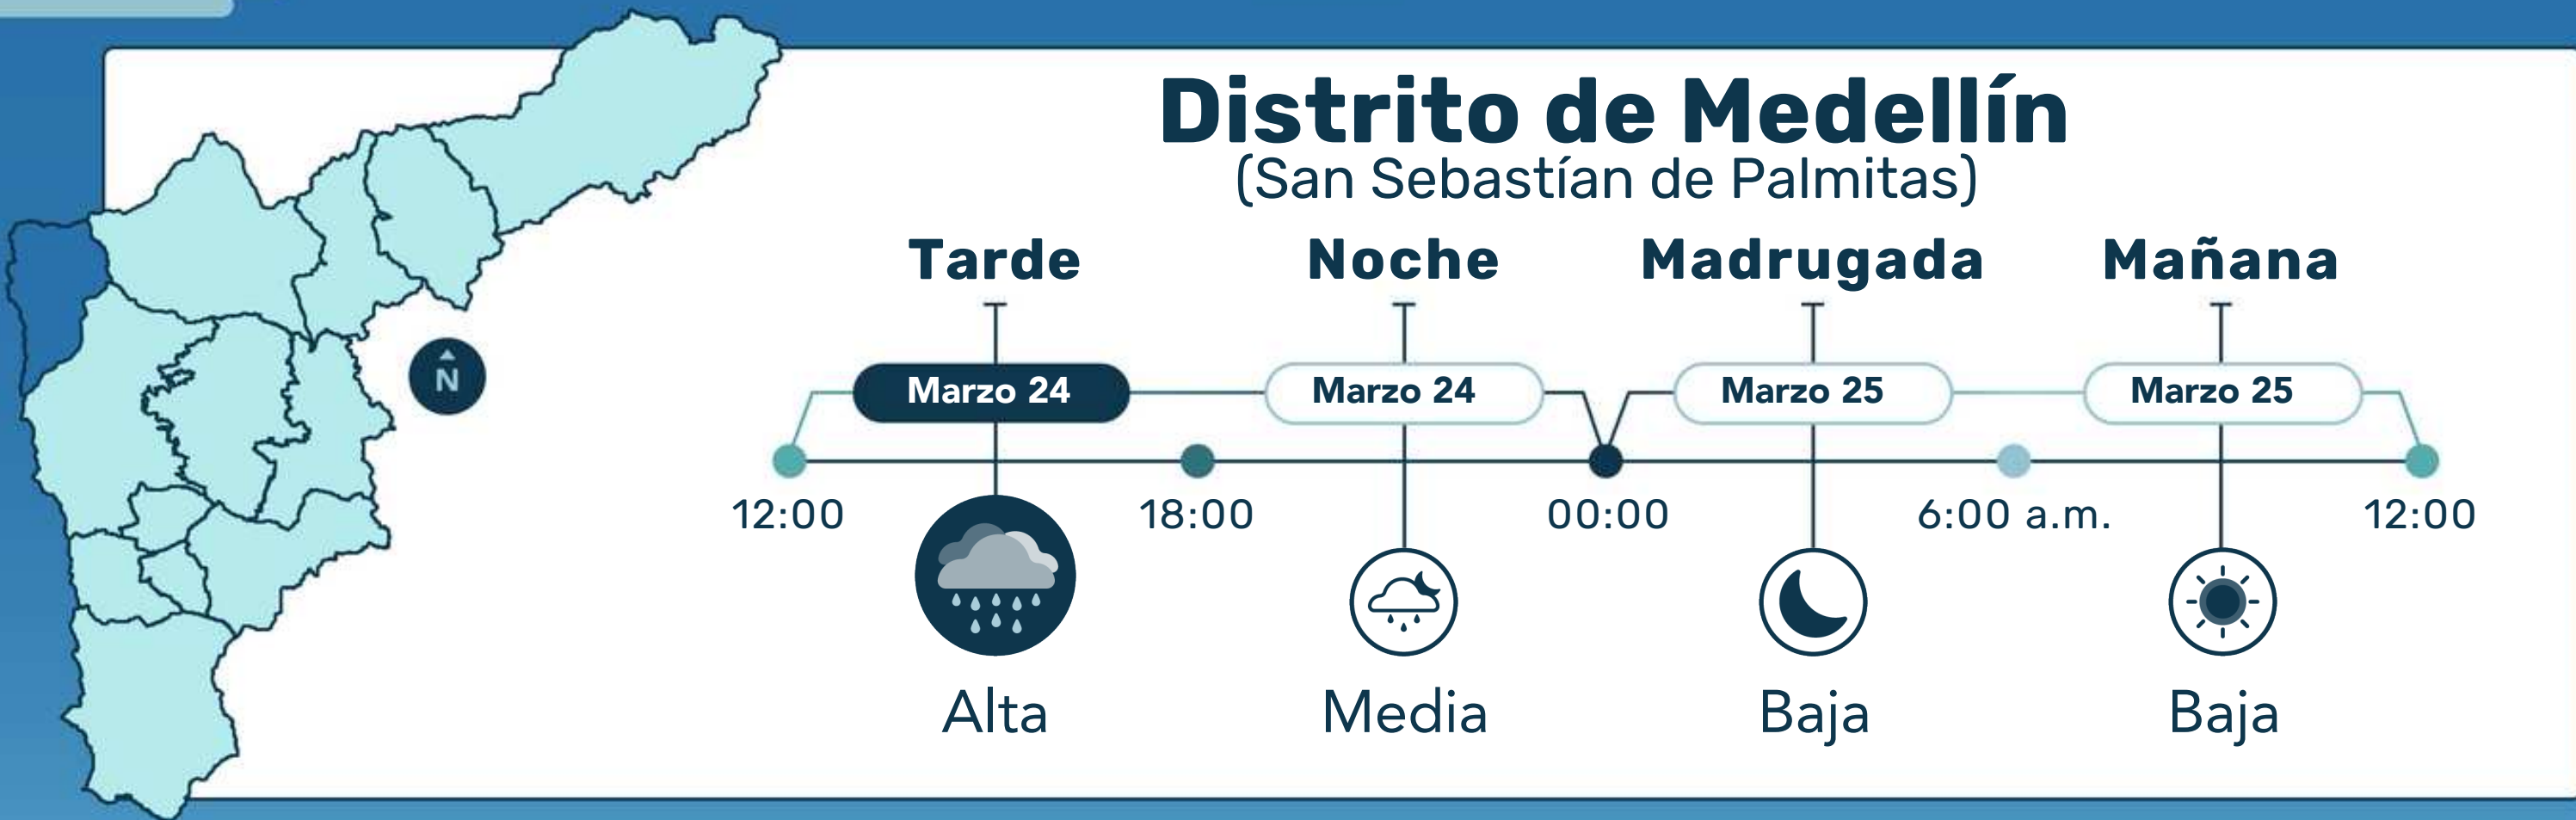 Distrito de Medellín
(San Sebastían de Palmitas)
Tarde Noche Madrugada Mañana
Marzo 24 Marzo 24 Marzo 25 Marzo 25
N
12:00 18:00 00:00 6:00 a.m. 12:00
Alta Media Baja Baja